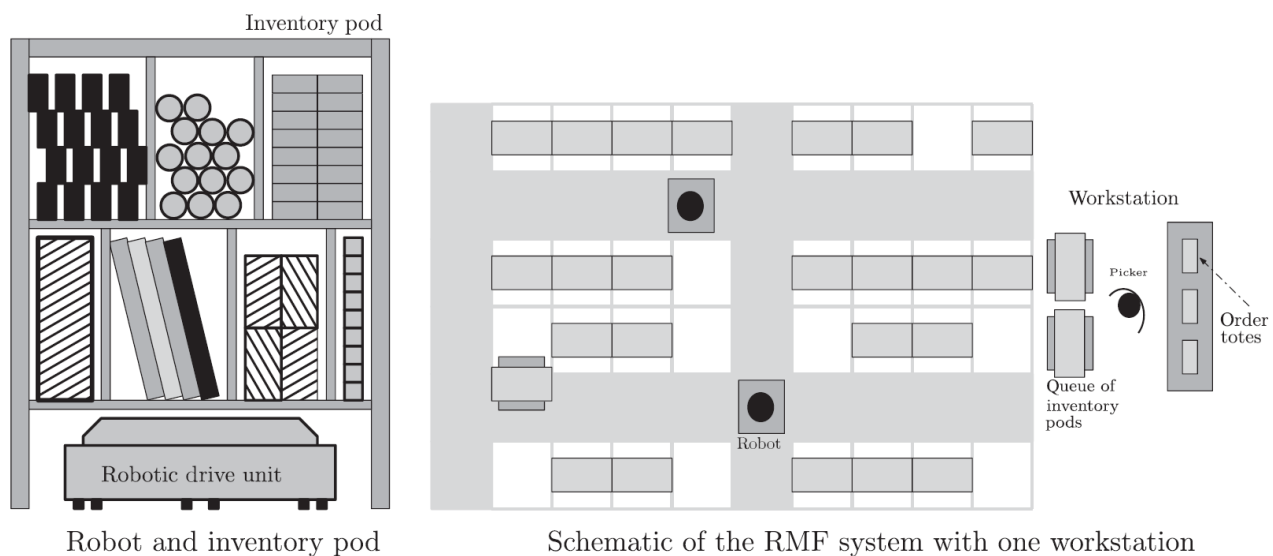 Inventory pod
Robotic drive unit
Robot and inventory pod
Workstation
Picker
Order
totes
Queue of
inventory
pods
Robot
Schematic of the RMF system with one workstation